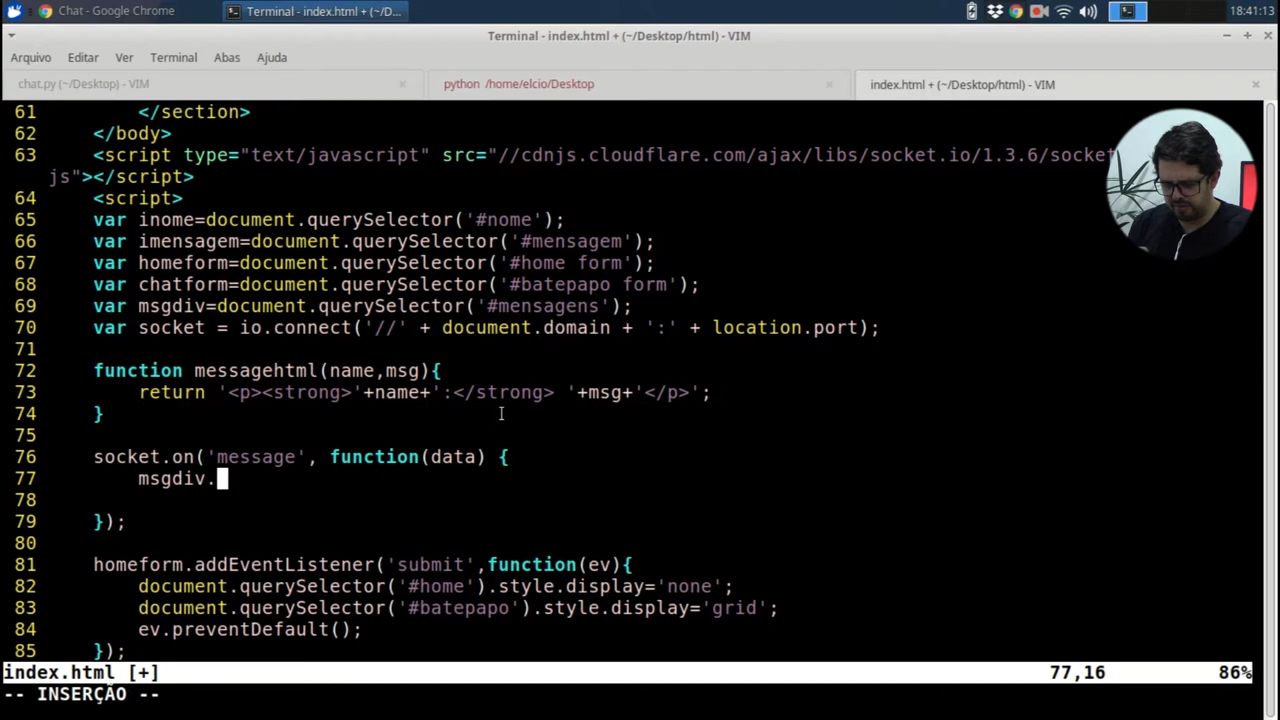 Chat - Google Chrome
Terminal - index.html + (~/D...
18:41:13
Terminal - index.html + (~/Desktop/html) - VIM
Arquivo Editar Ver Terminal Abas Ajuda
chat.py (~/Desktop) - VIM
python /home/elcio/Desktop
index.html + (~/Desktop/html) - VIM
61 </section>
62 </body>
63 <script type="text/javascript" src="//cdnjs.cloudflare.com/ajax/libs/socket.io/1.3.6/socket
js"></script>
64 <script>
65 var inome=document.querySelector('#nome');
66 var imensagem=document.querySelector('#mensagem');
67 var homeform=document.querySelector('#home form');
68 var chatform=document.querySelector('#batepapo form');
69 var msgdiv=document.querySelector('#mensagens');
70 var socket = io.connect('//' + document.domain + ':' + location.port);
71
72 function messagehtml(name,msg){
73 return '<p><strong>'+name+':</strong> '+msg+'</p>';
74 }
75
76 socket.on('message', function(data) {
77 msgdiv.
78
79 });
80
81 homeform.addEventListener('submit',function(ev){
82 document.querySelector('#home').style.display='none';
83 document.querySelector('#batepapo').style.display='grid';
84 ev.preventDefault();
85 });
index.html [+] 77,16 86%
-- INSERÇÃO --